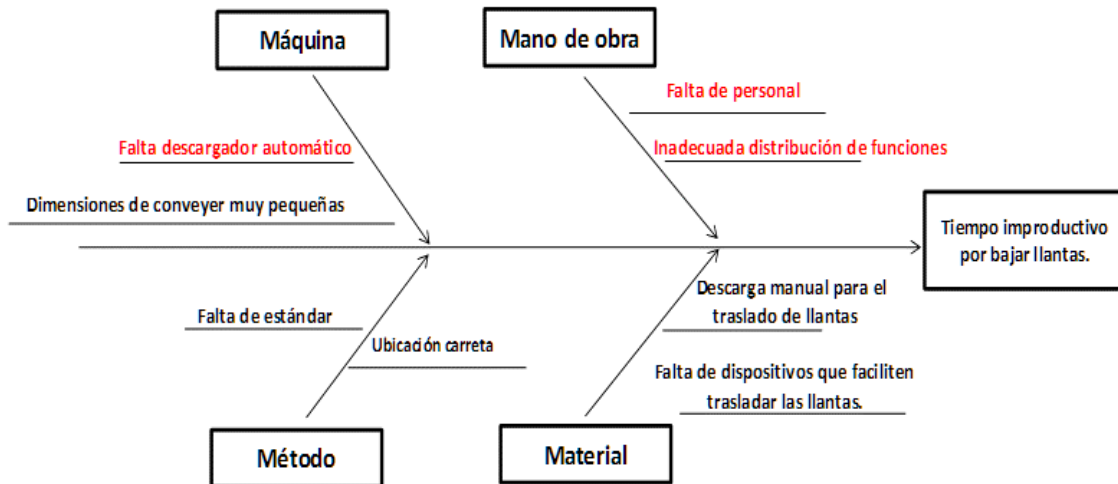 Máquina
Mano de obra
Falta de personal
Falta descargador automático
Inadecuada distribución de funciones
Dimensiones de conveyer muy pequeñas
Tiempo improductivo
por bajar llantas.
Descarga manual para el
traslado de llantas
Falta de estándar
Ubicación carreta
Falta de dispositivos que faciliten
trasladar las llantas.
Método
Material